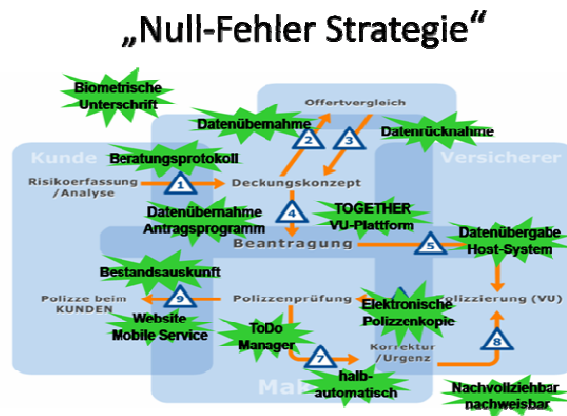 „Null-Fehler Strategie“
Biometrische
Unterschrift
Offertvergleich
Datenübernahme
2
3
Datenrücknahme
Kunde
Beratungsprotokoll
Versicherer
Risikoerfassung
/Analyse
1
Deckungskonzept
Datenübernahme
Antragsprogramm
4
TOGETHER
VU-Plattform
Beantragung
5
Datenübergabe
Host-System
Bestandsauskunft
Polizze beim
KUNDEN
9
Polizzenprüfung
Elektronische
Polizzenkopie
(VU)
Website
Mobile Service
ToDo
Manager
7
Korrektur
/Urgenz
8
halb-
automatisch
Nachvollziehbar
nachweisbar